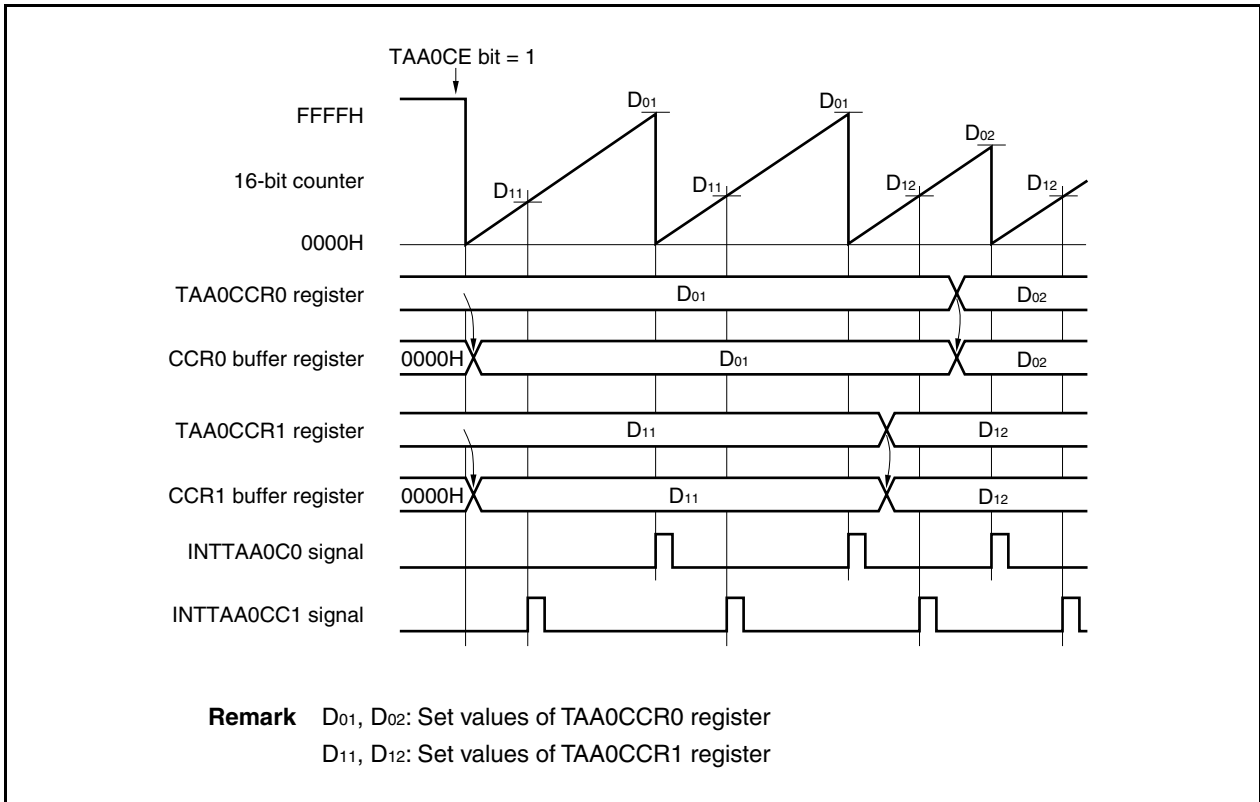 TAA0CE bit = 1
FFFFH
D01
D01
D02
16-bit counter
D11
D11
D12
D12
0000H
TAA0CCR0 register
D01
D02
CCR0 buffer register
0000H
D01
D02
TAA0CCR1 register
D11
D12
CCR1 buffer register
0000H
D11
D12
INTTAA0C0 signal
INTTAA0CC1 signal
Remark D01, D02: Set values of TAA0CCR0 register
D11, D12: Set values of TAA0CCR1 register